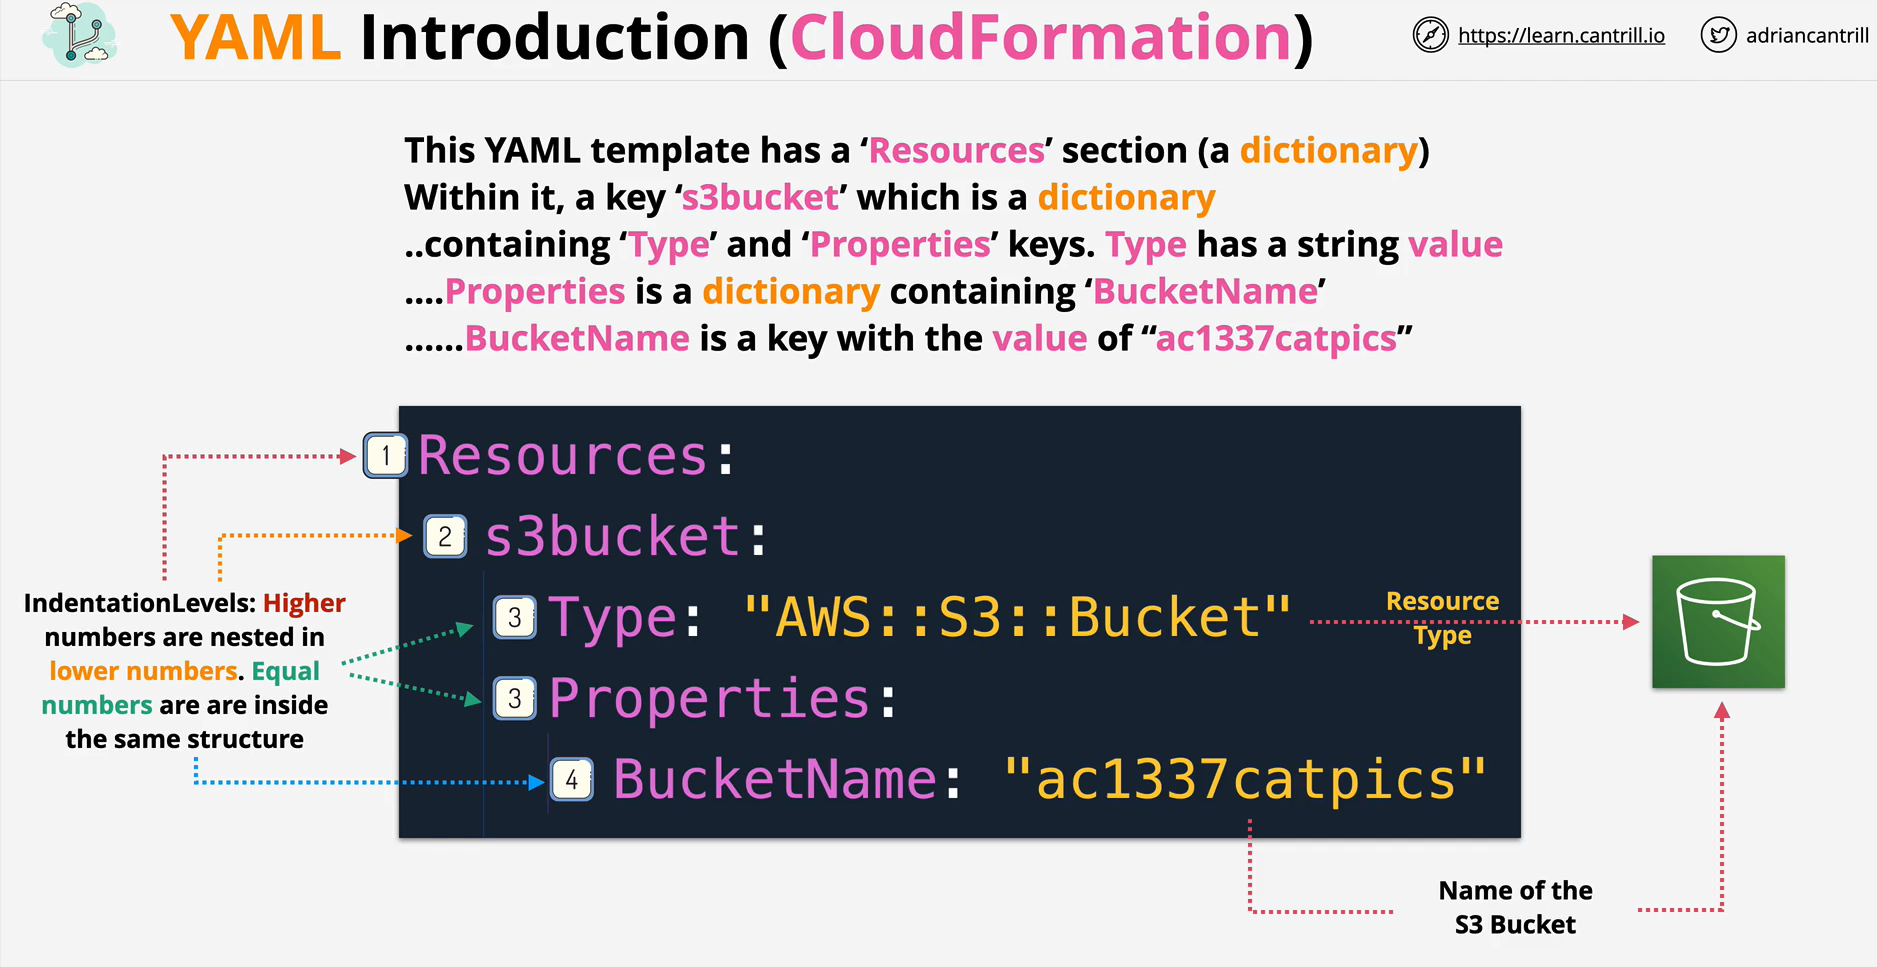 YAML Introduction (CloudFormation)
https://learn.cantrill.io
adriancantrill
This YAML template has a ‘Resources’ section (a dictionary)
Within it, a key ‘s3bucket’ which is a dictionary
..containing ‘Type’ and ‘Properties’ keys. Type has a string value
....Properties is a dictionary containing ‘BucketName’
......BucketName is a key with the value of “ac1337catpics”
1 Resources:
2 s3bucket:
3 Type: "AWS::S3::Bucket"
3 Properties:
4 BucketName: "ac1337catpics"
IndentationLevels: Higher
numbers are nested in
lower numbers. Equal
numbers are are inside
the same structure
Resource
Type
Name of the
S3 Bucket